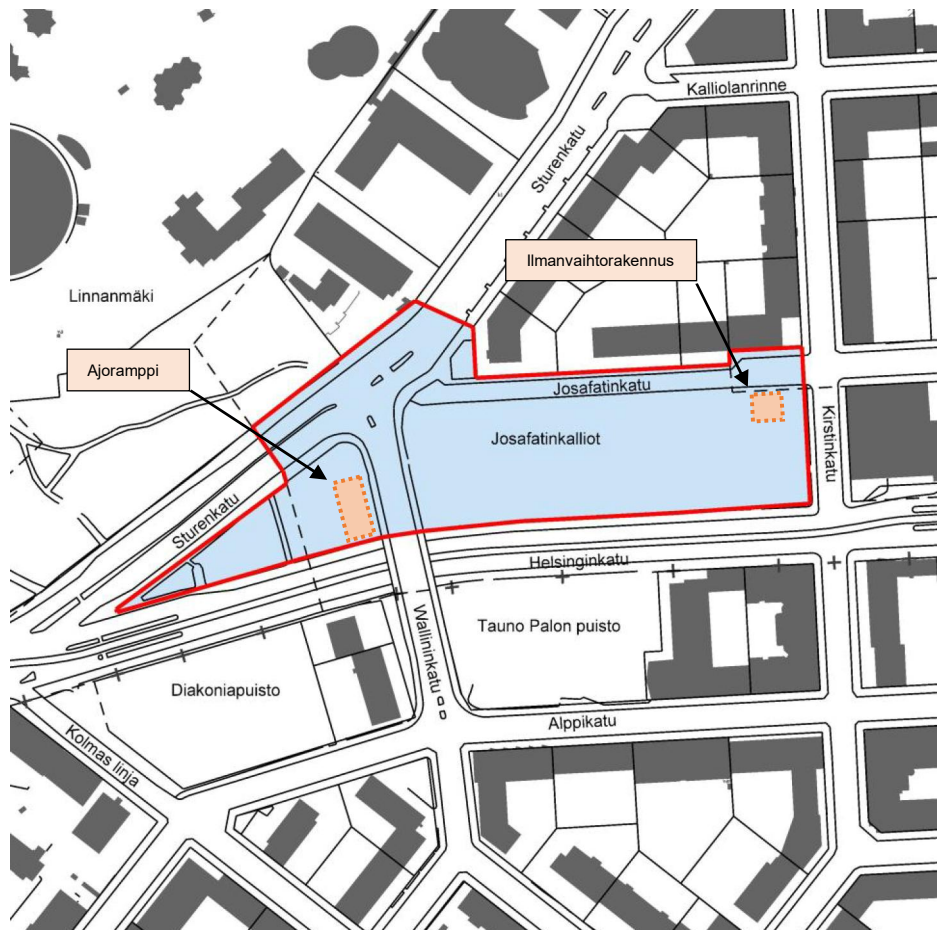 Kalliolanrinne
Sturenkatu
Ilmanvaihtorakennus
Linnanmäki
Ajoramppi
Josafatinkatu
Josafatinkalliot
Kirstinkatu
Sturenkatu
Helsinginkatu
Wallininkatu
Tauno Palon puisto
Diakoniapuisto
Alppikatu
Kolmas linja